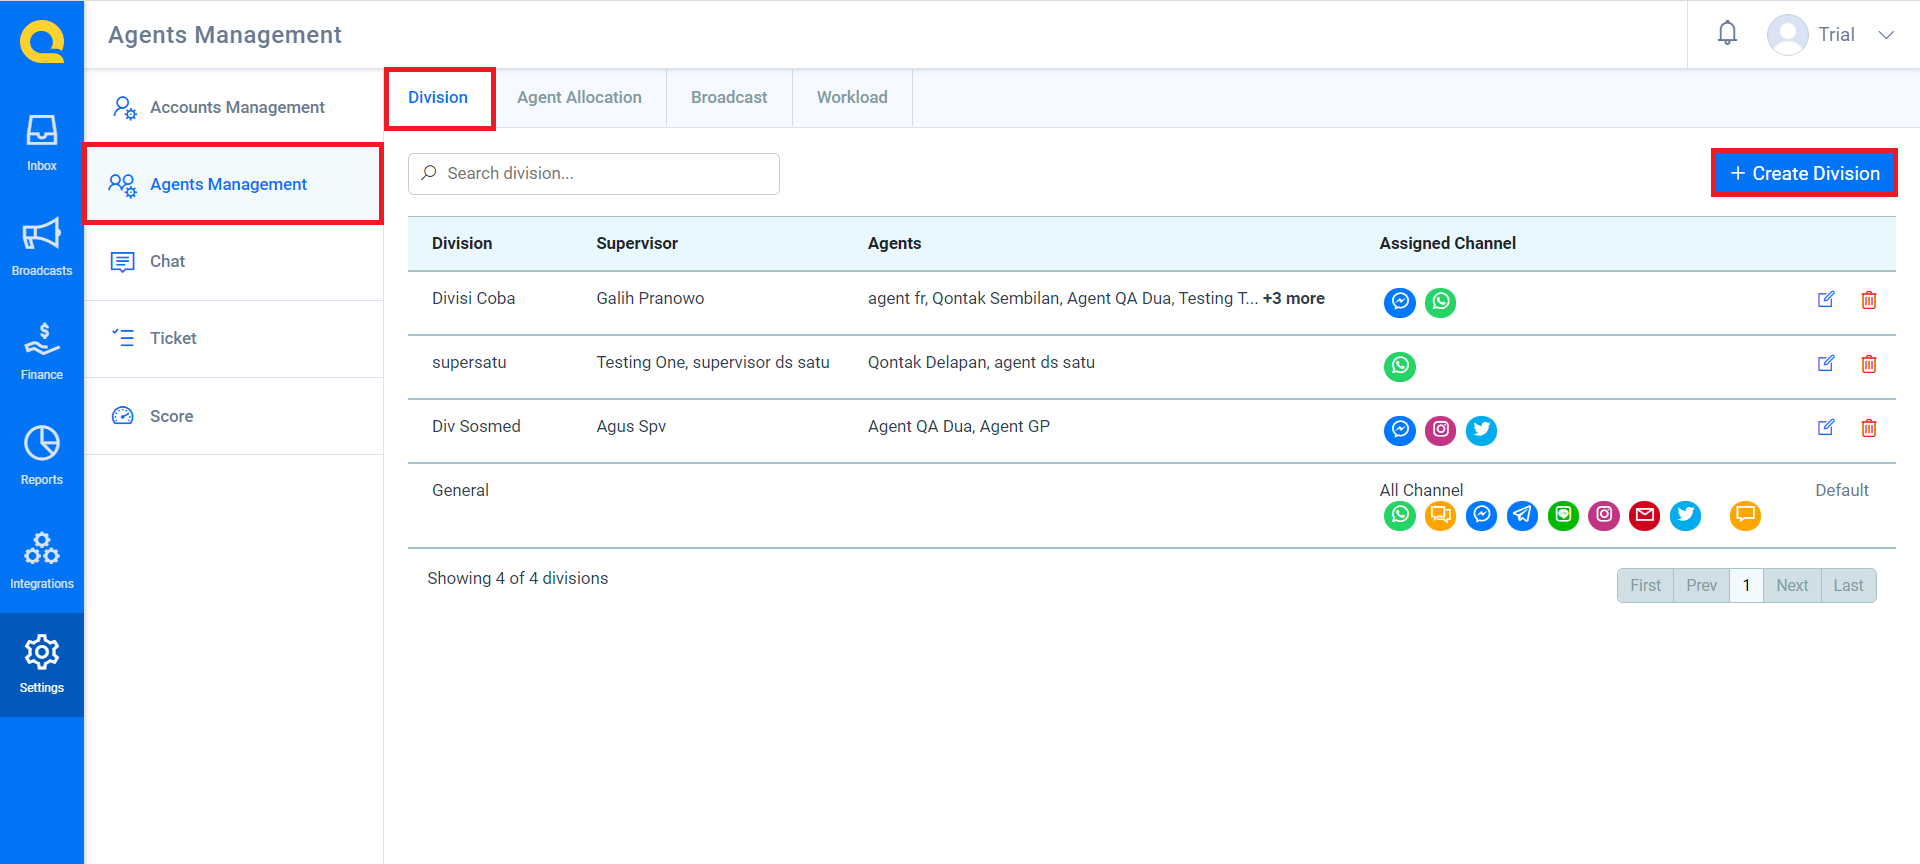 Agents Management
Trial
Inbox
Broadcasts
Finance
Reports
Integrations
Settings
Accounts Management
Agents Management
Chat
Ticket
Score
Division
Agent Allocation
Broadcast
Workload
Search division...
+ Create Division
Division Supervisor Agents Assigned Channel
Divisi Coba Galih Pranowo agent fr, Qontak Sembilan, Agent QA Dua, Testing T... +3 more
supersatu Testing One, supervisor ds satu Qontak Delapan, agent ds satu
Div Sosmed Agus Spv Agent QA Dua, Agent GP
General All Channel Default
Showing 4 of 4 divisions
First Prev 1 Next Last